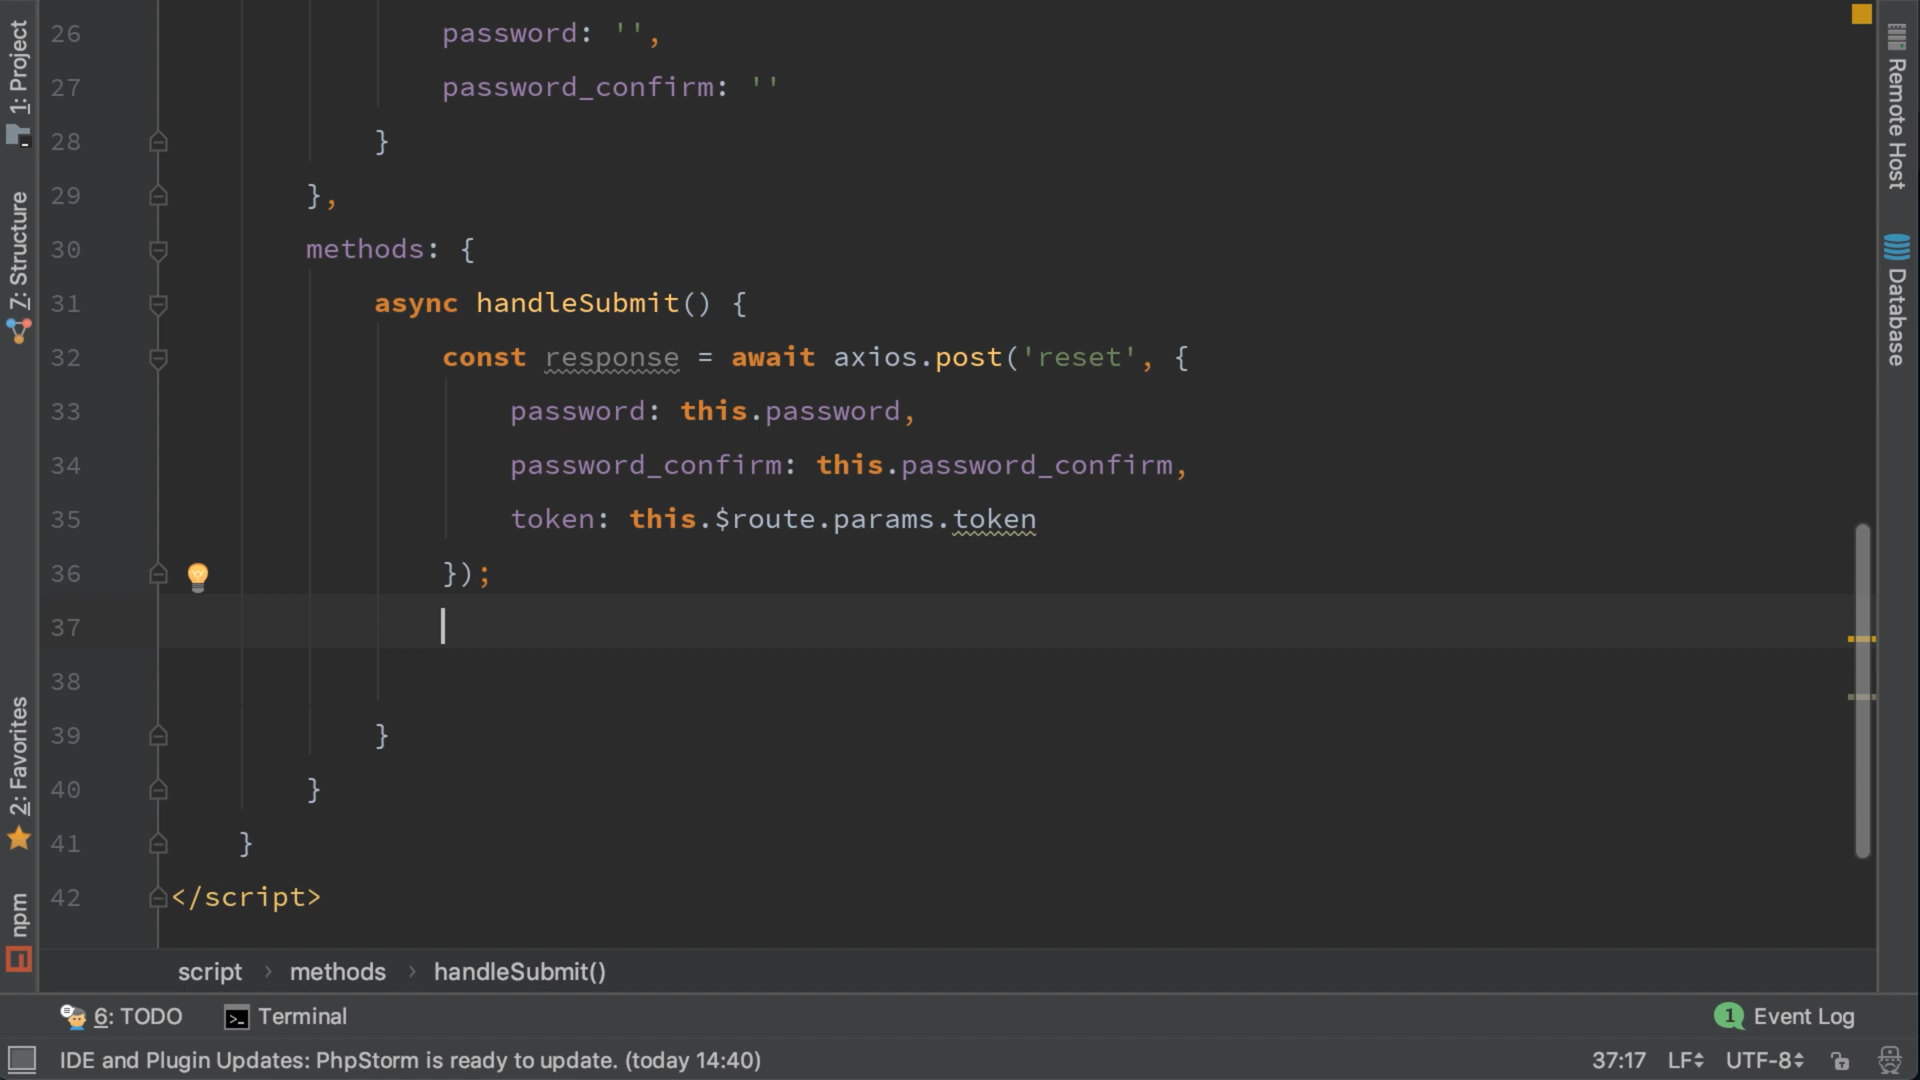 26 password: '',
27 password_confirm: ''
28 }
29 },
30 methods: {
31 async handleSubmit() {
32 const response = await axios.post('reset', {
33 password: this.password,
34 password_confirm: this.password_confirm,
35 token: this.$route.params.token
36 });
37
38
39 }
40 }
41 }
42 </script>
script › methods › handleSubmit()
1: Project
7: Structure
2: Favorites
npm
Remote Host
Database
6: TODO
Terminal
1 Event Log
IDE and Plugin Updates: PhpStorm is ready to update. (today 14:40)
37:17 LF UTF-8